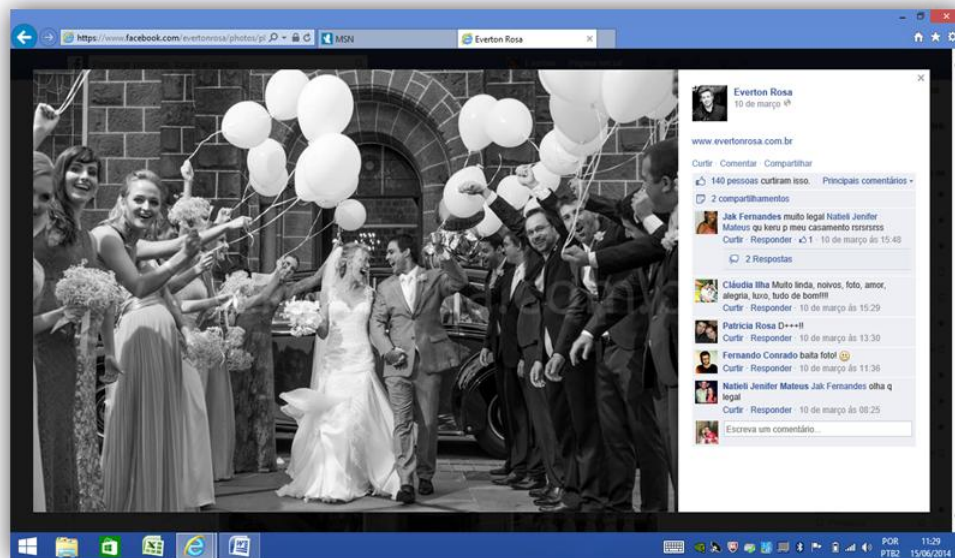 https://www.facebook.com/evertonrosa/photos/pl
MSN
Everton Rosa
Everton Rosa
10 de março
www.evertonrosa.com.br
Curtir · Comentar · Compartilhar
140 pessoas curtiram isso. Principais comentários
2 compartilhamentos
Jak Fernandes muito legal Natieli Jenifer
Mateus qu keru p meu casamento rsrsrsrss
Curtir · Responder · 1 · 10 de março às 15:48
2 Respostas
Cláudia Ilha Muito linda, noivos, foto, amor,
alegria, luxo, tudo de bom!!!!
Curtir · Responder · 10 de março às 15:29
Patricia Rosa D+++!!
Curtir · Responder · 10 de março às 13:30
Fernando Conrado baita foto!
Curtir · Responder · 10 de março às 11:36
Natieli Jenifer Mateus Jak Fernandes olha q
legal
Curtir · Responder · 10 de março às 08:25
Escreva um comentário...
POR
PTB2
11:29
15/06/2014